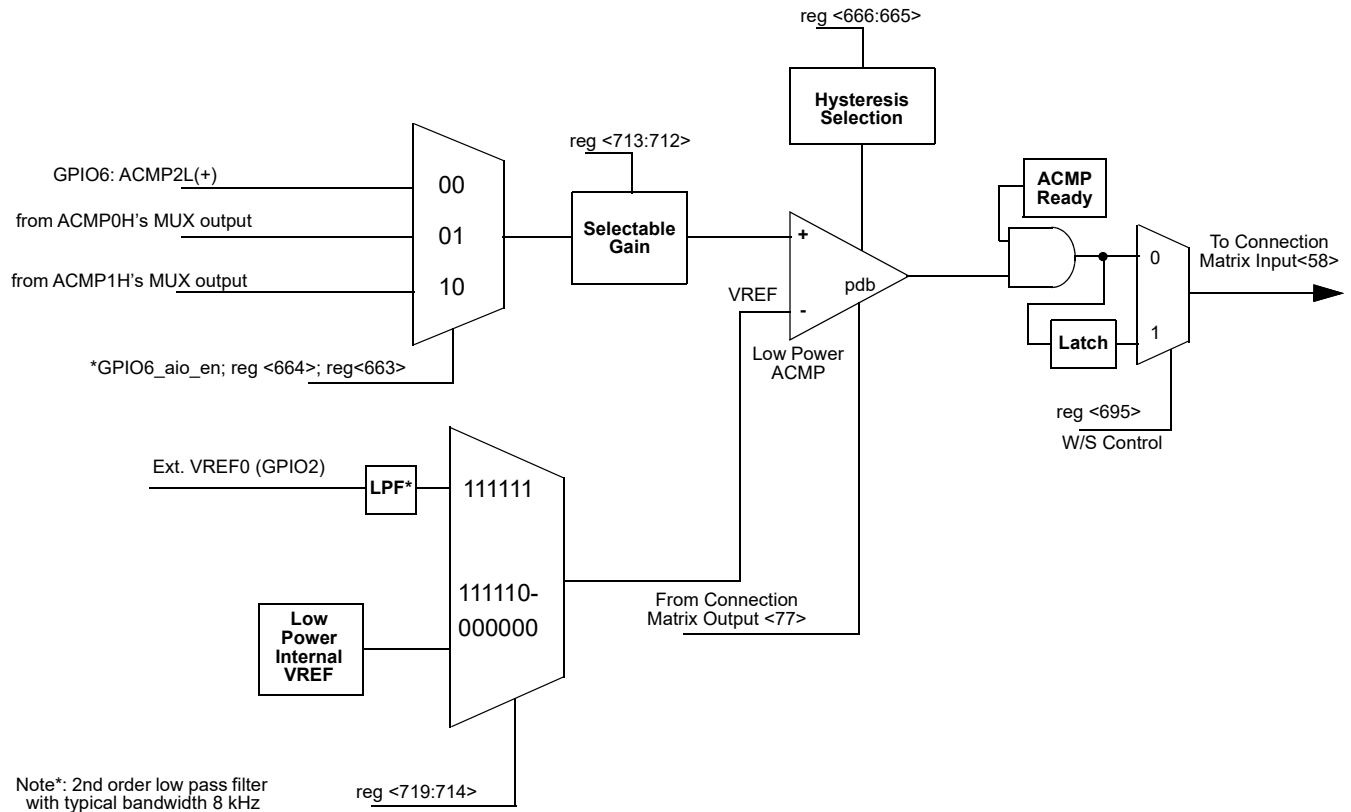 reg <666:665>
Hysteresis
Selection
reg <713:712>
GPIO6: ACMP2L(+)
from ACMP0H's MUX output
from ACMP1H's MUX output
00
01
10
Selectable
Gain
+
VREF
-
pdb
Low Power
ACMP
ACMP
Ready
0
1
Latch
To Connection
Matrix Input<58>
*GPIO6_aio_en; reg <664>; reg<663>
reg <695>
W/S Control
Ext. VREF0 (GPIO2)
LPF*
111111
111110-
000000
Low
Power
Internal
VREF
From Connection
Matrix Output <77>
Note*: 2nd order low pass filter
with typical bandwidth 8 kHz
reg <719:714>